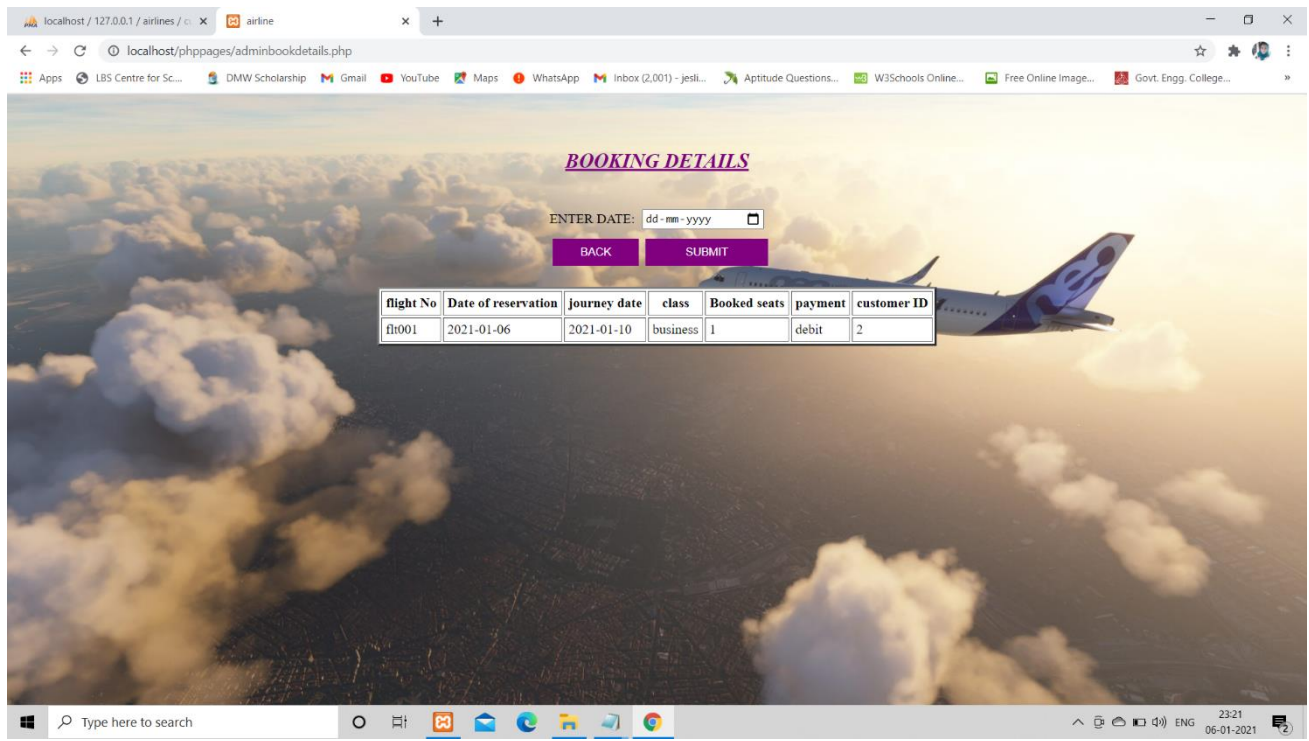 localhost / 127.0.0.1 / airlines / cu
airline
localhost/phppages/adminbookdetails.php
Apps LBS Centre for Sc.... DMW Scholarship Gmail YouTube Maps WhatsApp Inbox (2,001) - jesli... Aptitude Questions... W3Schools Online... Free Online Image... Govt. Engg. College... »
BOOKING DETAILS
ENTER DATE: dd-mm-yyyy
BACK SUBMIT
flight No Date of reservation journey date class Booked seats payment customer ID
flt001 2021-01-06 2021-01-10 business 1 debit 2
Type here to search
ENG
23:21
06-01-2021
2